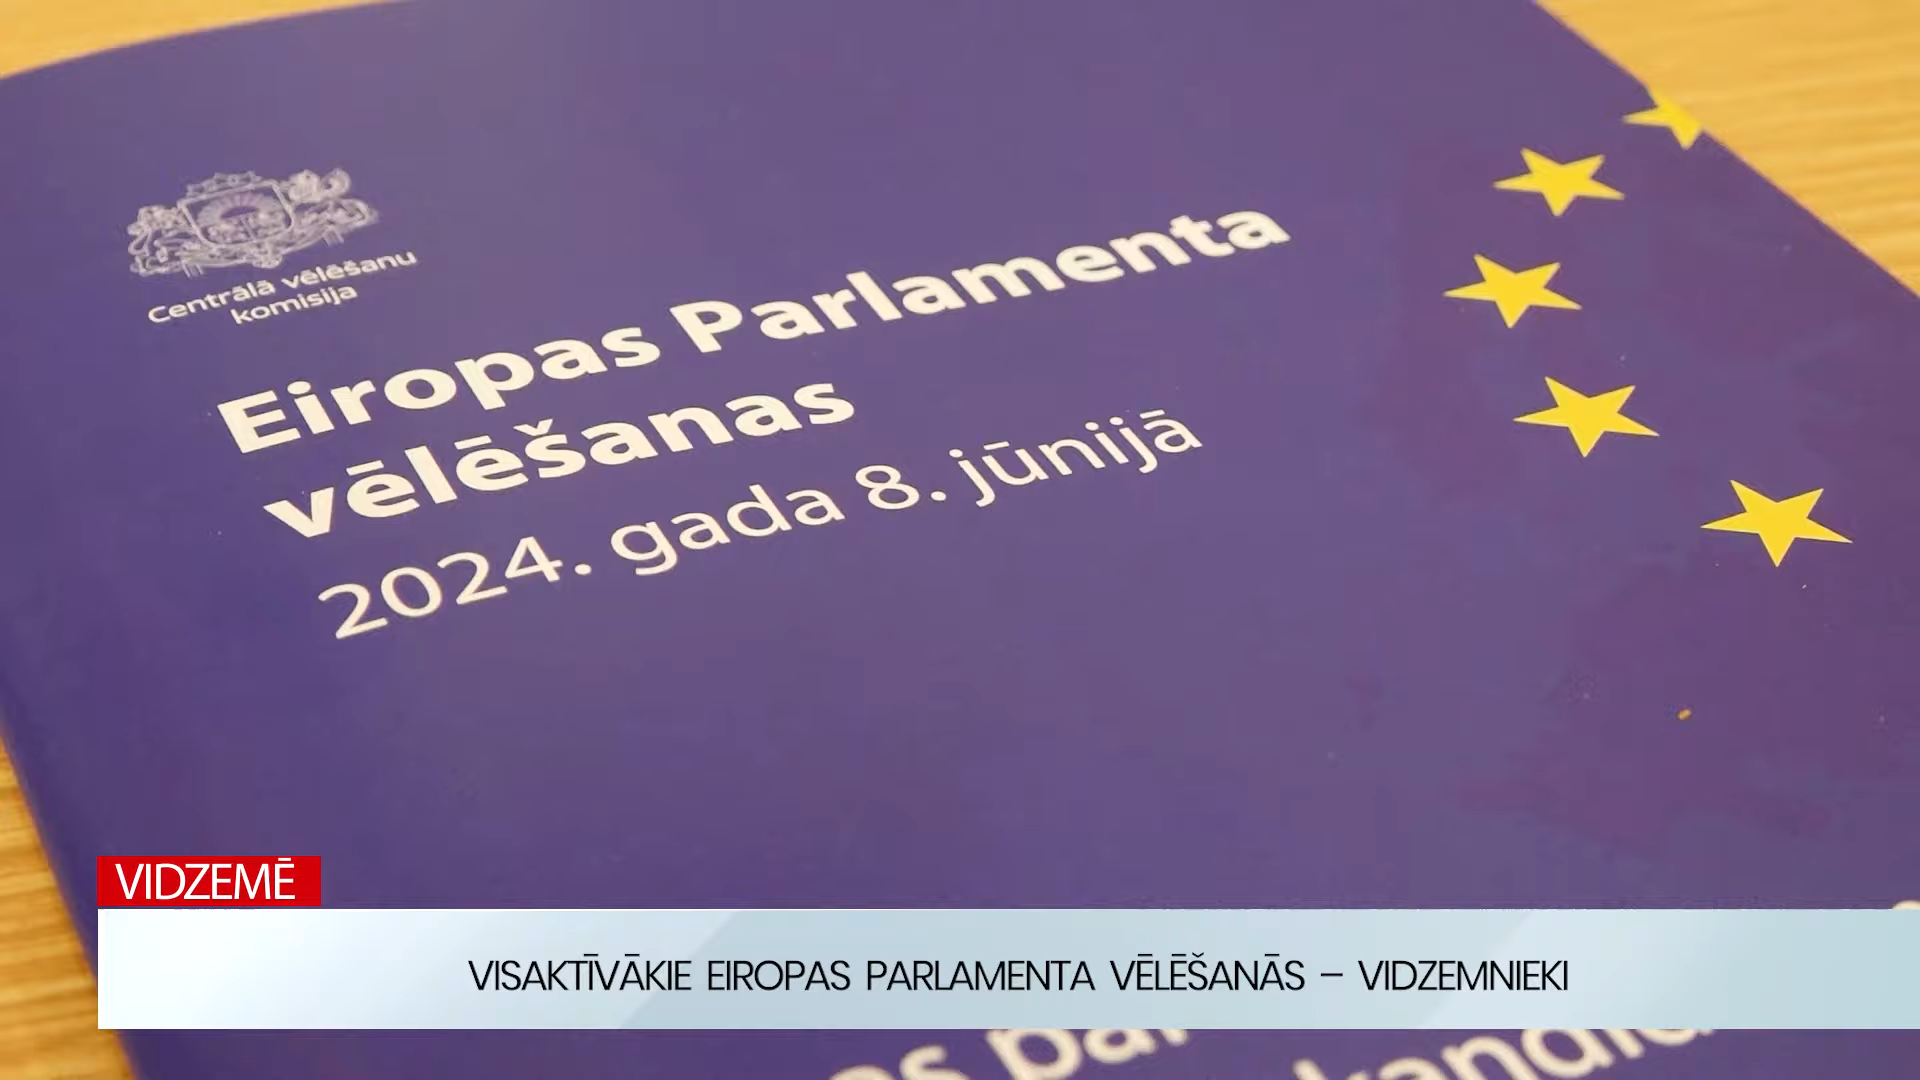 Centrālā vēlēšanu
komisija
Eiropas Parlamenta
vēlēšanas
2024. gada 8. jūnijā
VIDZEMĒ
VISAKTĪVĀKIE EIROPAS PARLAMENTA VĒLĒŠANĀS – VIDZEMNIEKI